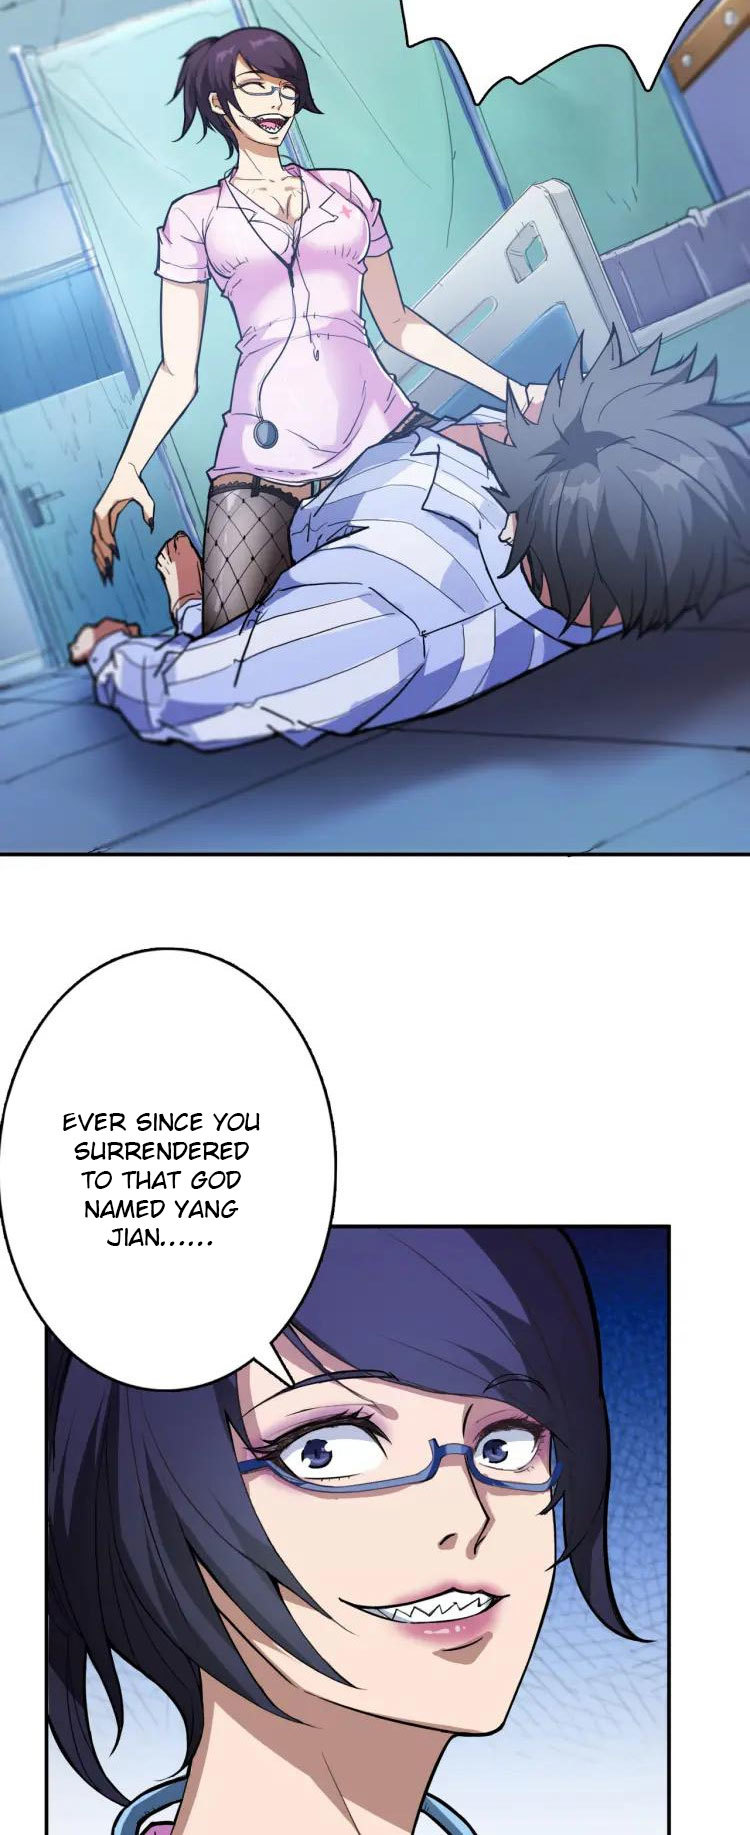 EVER SINCE YOU
SURRENDERED
TO THAT GOD
NAMED YANG
JIAN......